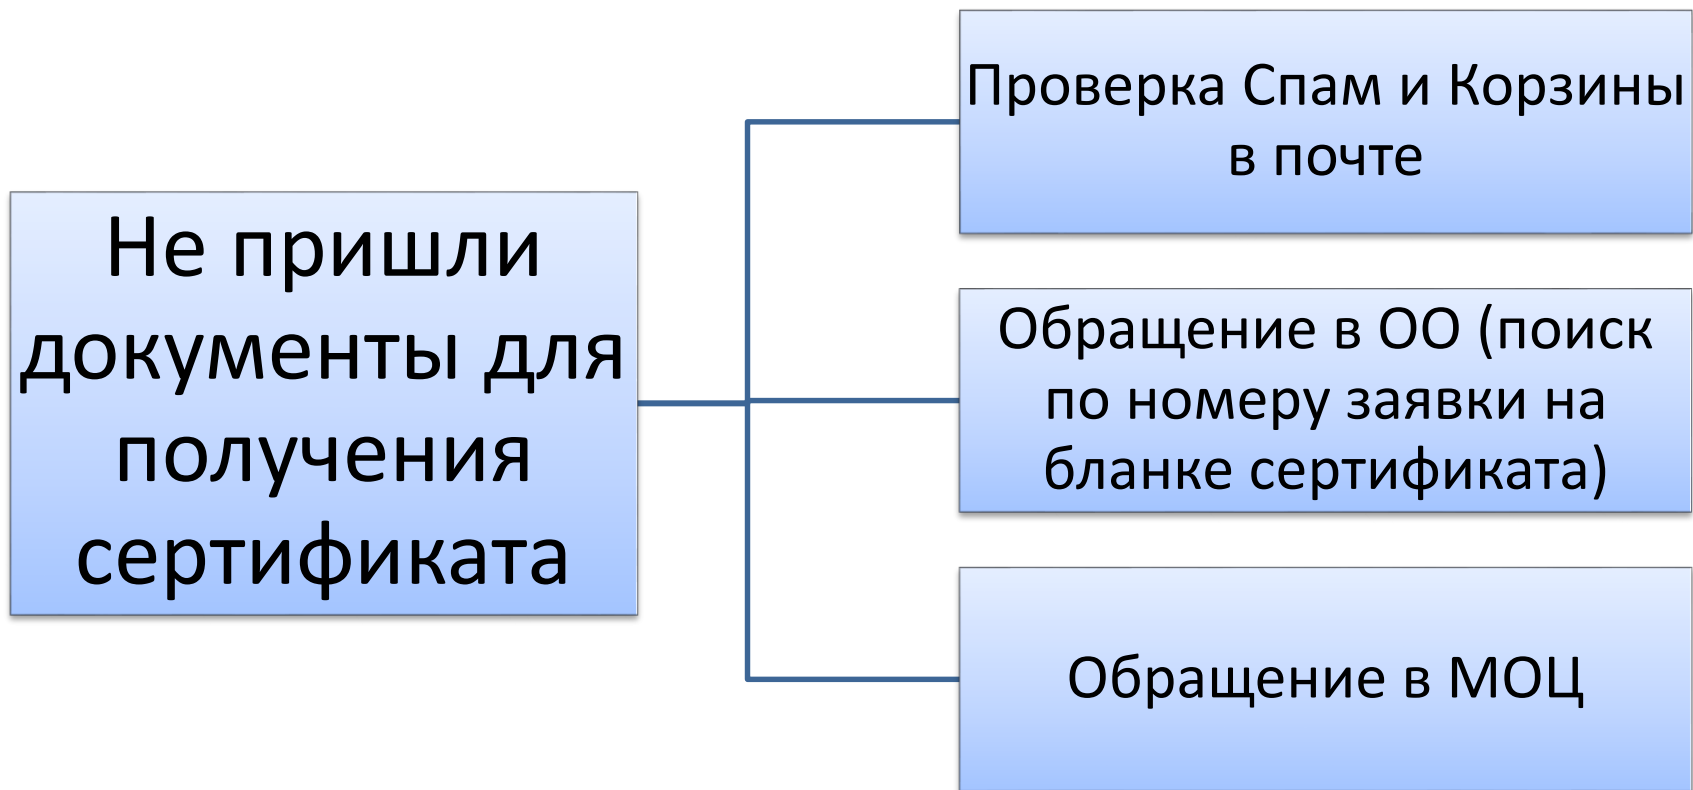 Не пришли
документы для
получения
сертификата
Проверка Спам и Корзины
в почте
Обращение в ОО (поиск
по номеру заявки на
бланке сертификата)
Обращение в МОЦ